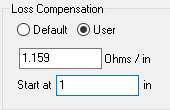 Loss Compensation
Default User
1.159 Ohms / in
Start at 1 in